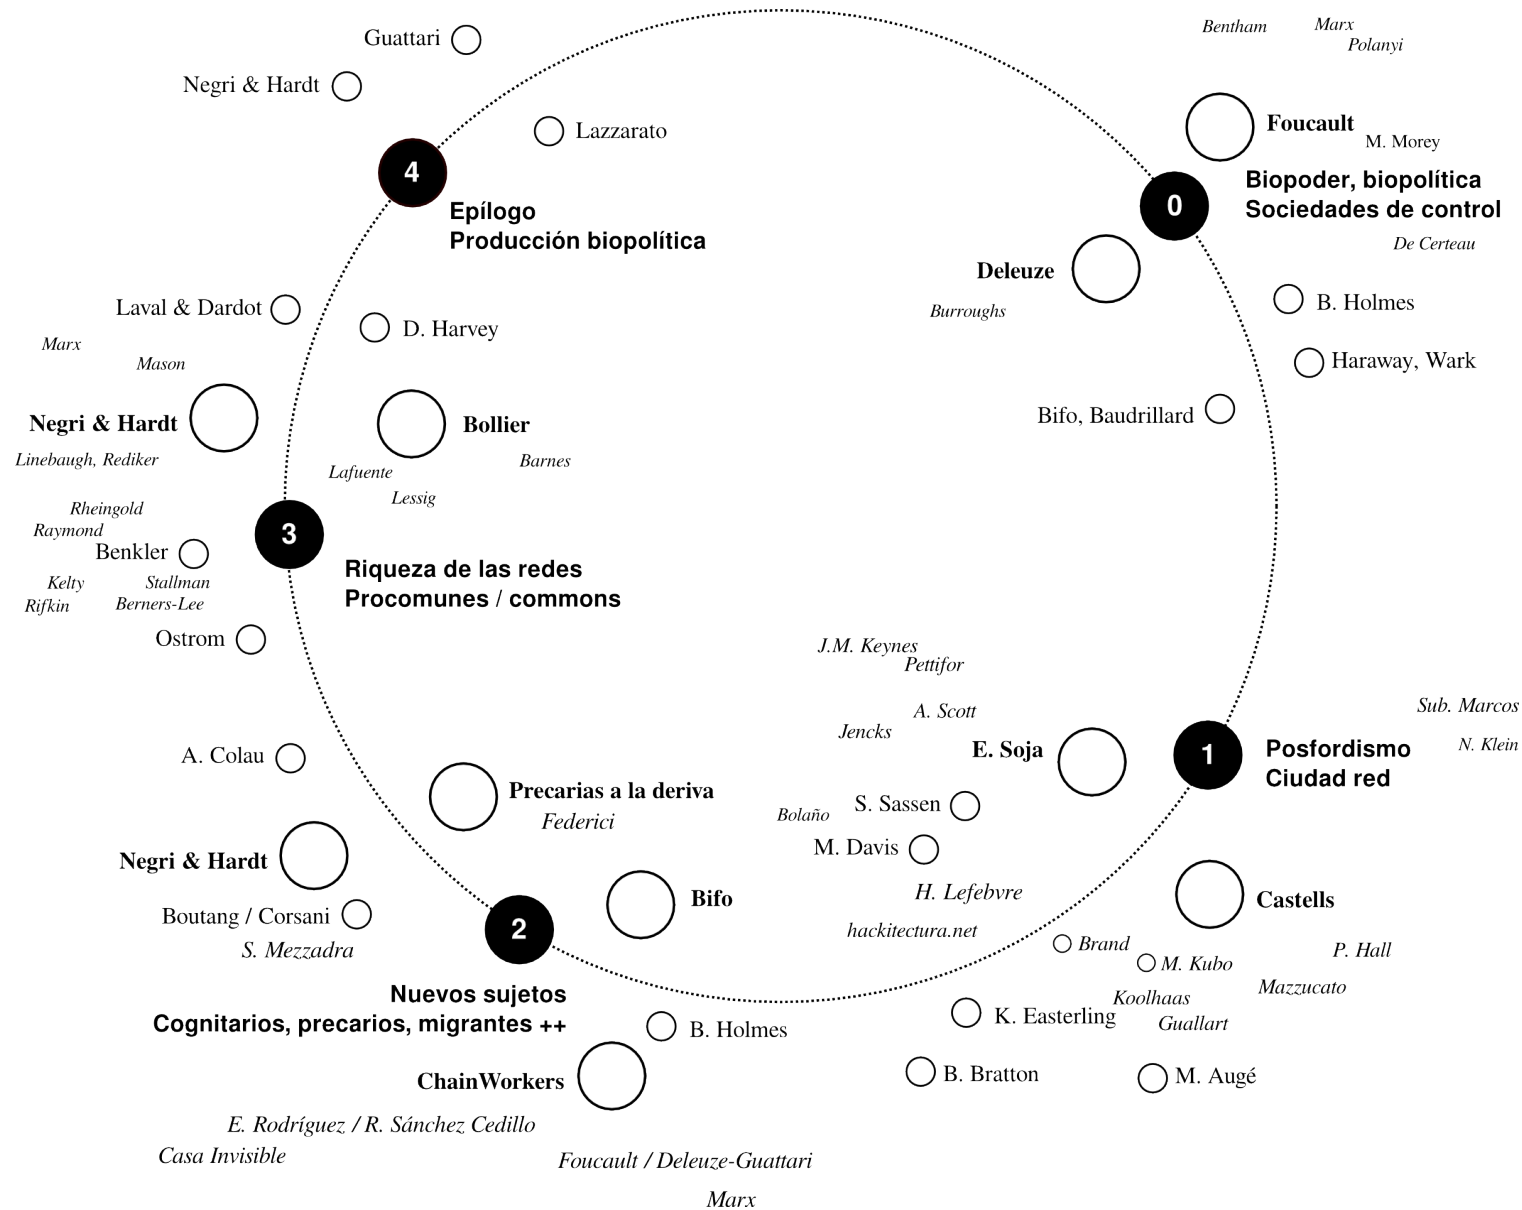 Guattari
Negri & Hardt
Lazzarato
4
Epílogo
Producción biopolítica
Bentham
Marx
Polanyi
Foucault
M. Morey
0
Biopoder, biopolítica
Sociedades de control
De Certeau
Deleuze
Burroughs
B. Holmes
Haraway, Wark
Bifo, Baudrillard
Laval & Dardot
D. Harvey
Marx
Mason
Negri & Hardt
Bollier
Linebaugh, Rediker
Lafuente
Barnes
Lessig
Rheingold
Raymond
3
Benkler
Kelty
Stallman
Rifkin
Berners-Lee
Riqueza de las redes
Procomunes / commons
Ostrom
J.M. Keynes
Pettifor
A. Scott
Jencks
E. Soja
1
Posfordismo
Ciudad red
Sub. Marcos
N. Klein
S. Sassen
Bolaño
M. Davis
H. Lefebvre
hackitectura.net
Castells
Brand
M. Kubo
P. Hall
Koolhaas
Mazzucato
K. Easterling
Guallart
B. Bratton
M. Augé
A. Colau
Precarias a la deriva
Federici
Negri & Hardt
Bifo
Boutang / Corsani
S. Mezzadra
2
Nuevos sujetos
Cognitarios, precarios, migrantes ++
B. Holmes
ChainWorkers
E. Rodríguez / R. Sánchez Cedillo
Casa Invisible
Foucault / Deleuze-Guattari
Marx